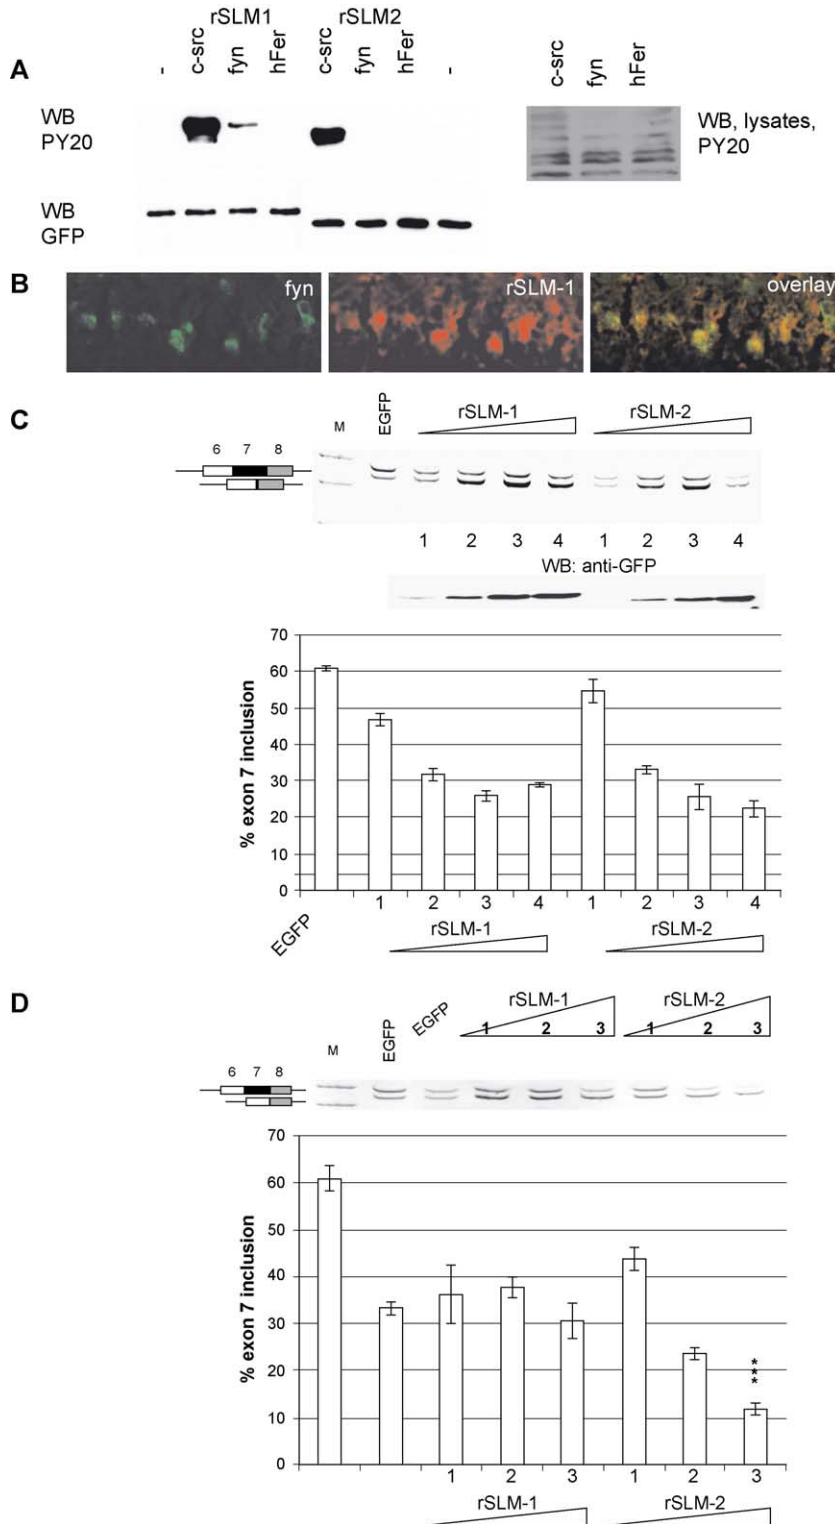 A
rSLM1 rSLM2
- c-src fyn hFer c-src fyn hFer -
c-src fyn hFer
WB
PY20
WB, lysates,
PY20
WB
GFP
B
fyn rSLM-1 overlay
C
M EGFP rSLM-1 rSLM-2
6 7 8
1 2 3 4 1 2 3 4
WB: anti-GFP
% exon 7 inclusion
70
60
50
40
30
20
10
0
EGFP 1 2 3 4 1 2 3 4
rSLM-1 rSLM-2
D
M EGFP EGFP rSLM-1 rSLM-2
1 2 3 1 2 3
6 7 8
% exon 7 inclusion
70
60
50
40
30
20
10
0
***
1 2 3 1 2 3
rSLM-1 rSLM-2